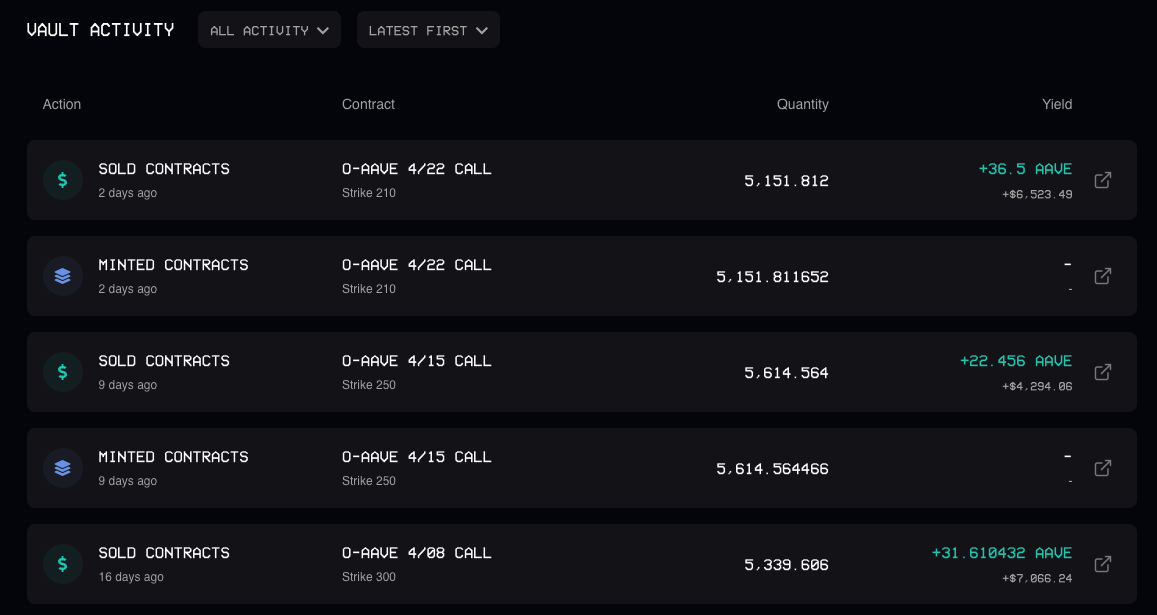 VAULT ACTIVITY ALL ACTIVITY LATEST FIRST
Action Contract Quantity Yield
SOLD CONTRACTS O-AAVE 4/22 CALL 5,151.812 +36.5 AAVE
2 days ago Strike 210 +$6,523.49
MINTED CONTRACTS O-AAVE 4/22 CALL 5,151.811652 -
2 days ago Strike 210 -
SOLD CONTRACTS O-AAVE 4/15 CALL 5,614.564 +22.456 AAVE
9 days ago Strike 250 +$4,294.06
MINTED CONTRACTS O-AAVE 4/15 CALL 5,614.564466 -
9 days ago Strike 250 -
SOLD CONTRACTS O-AAVE 4/08 CALL 5,339.606 +31.610432 AAVE
16 days ago Strike 300 +$7,066.24